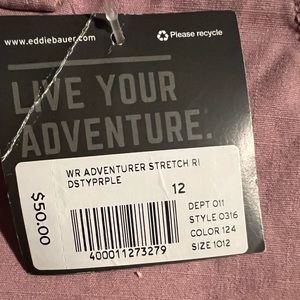 www.eddiebauer.com
Please recycle
LIVE YOUR
ADVENTURE.
WR ADVENTURER STRETCH RI
DSTYPRPLE
12
$50.00
DEPT 011
STYLE 0316
COLOR 124
SIZE 1012
400011273279